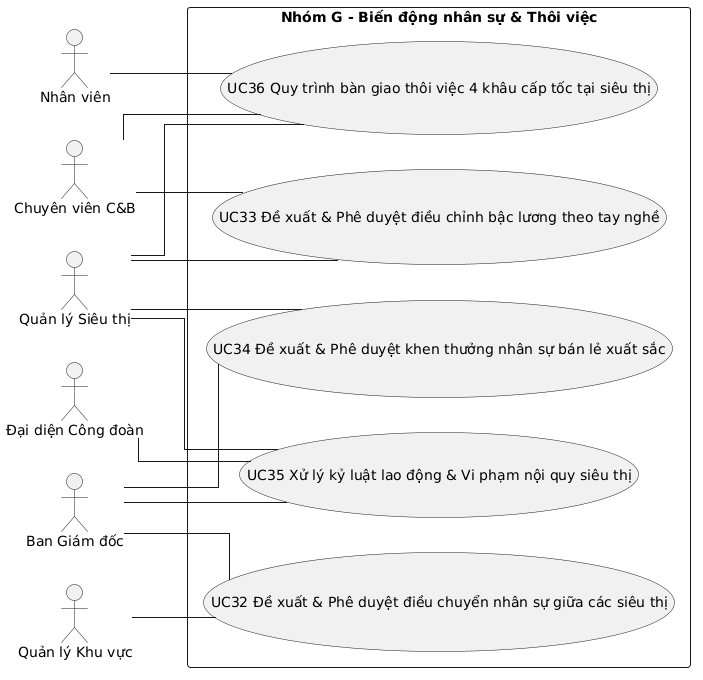 Nhóm G - Biến động nhân sự & Thôi việc
Nhân viên
UC36 Quy trình bàn giao thôi việc 4 khâu cấp tốc tại siêu thị
Chuyên viên C&B
UC33 Đề xuất & Phê duyệt điều chỉnh bậc lương theo tay nghề
Quản lý Siêu thị
UC34 Đề xuất & Phê duyệt khen thưởng nhân sự bán lẻ xuất sắc
Đại diện Công đoàn
UC35 Xử lý kỷ luật lao động & Vi phạm nội quy siêu thị
Ban Giám đốc
UC32 Đề xuất & Phê duyệt điều chuyển nhân sự giữa các siêu thị
Quản lý Khu vực